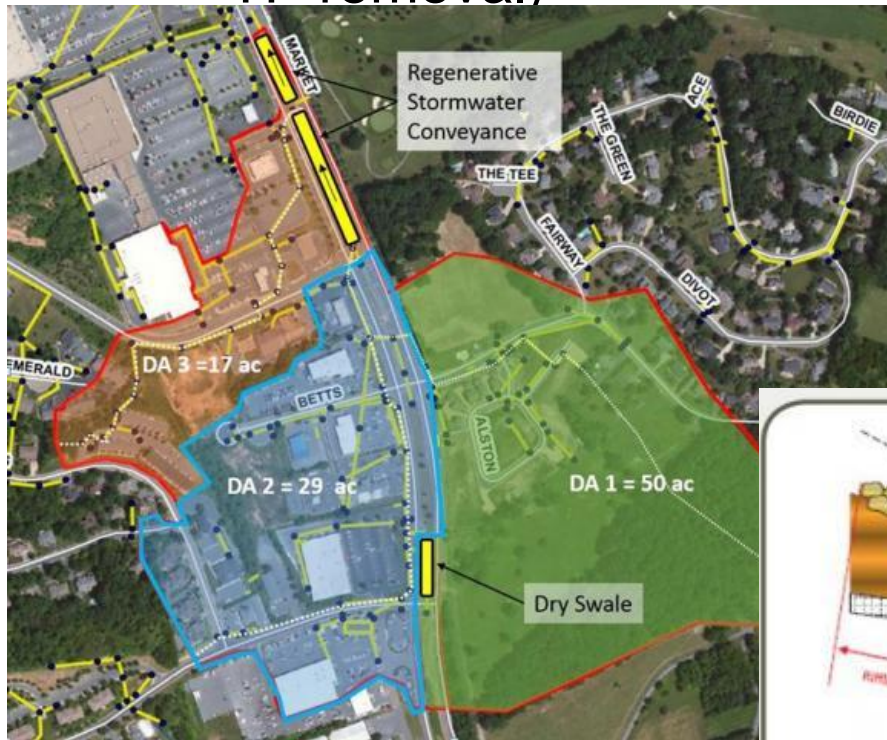 removal)
MARKET
Regenerative
Stormwater
Conveyance
ACE
BIRDIE
THE GREEN
THE TEE
FAIRWAY
DIVOT
EMERALD
DA 3 =17 ac
BETTS
ALSTON
DA 2 = 29 ac
DA 1 = 50 ac
Dry Swale